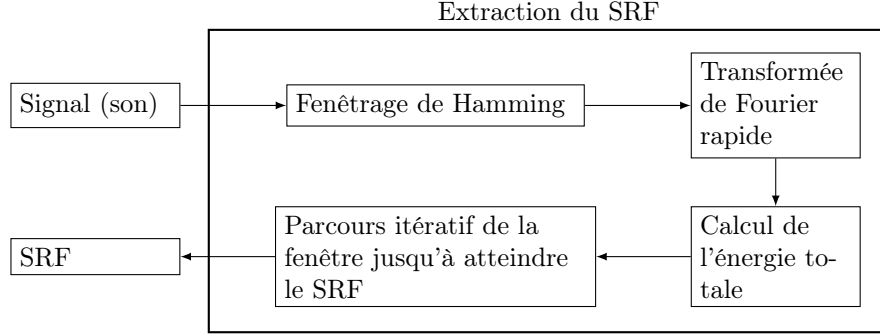 Extraction du SRF
Signal (son)
Fenêtrage de Hamming
Transformée
de Fourier
rapide
Calcul de
l'énergie to-
tale
Parcours itératif de la
fenêtre jusqu'à atteindre
le SRF
SRF